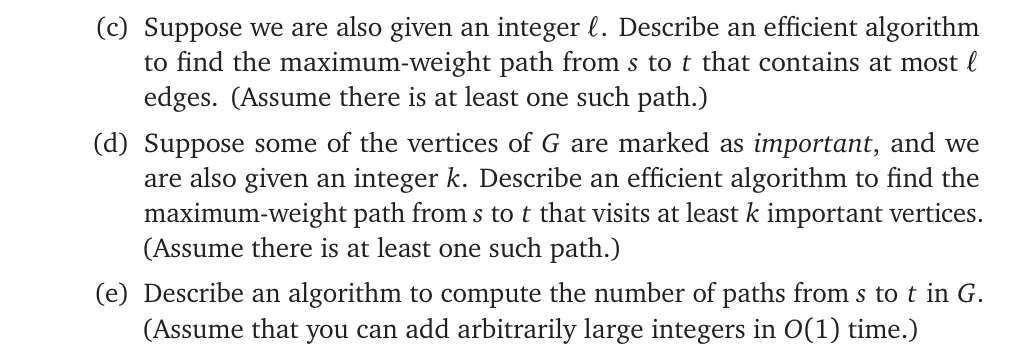 (c) Suppose we are also given an integer ℓ. Describe an efficient algorithm
to find the maximum-weight path from s to t that contains at most ℓ
edges. (Assume there is at least one such path.)
(d) Suppose some of the vertices of G are marked as important, and we
are also given an integer k. Describe an efficient algorithm to find the
maximum-weight path from s to t that visits at least k important vertices.
(Assume there is at least one such path.)
(e) Describe an algorithm to compute the number of paths from s to t in G.
(Assume that you can add arbitrarily large integers in O(1) time.)